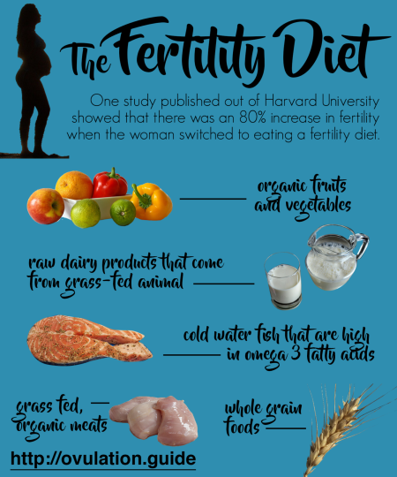 The Fertility Diet
One study published out of Harvard University
showed that there was an 80% increase in fertility
when the woman switched to eating a fertility diet.
organic fruits
and vegetables
raw dairy products that come
from grass-fed animal
cold water fish that are high
in omega 3 fatty acids
grass fed,
organic meats
whole grain
foods
http://ovulation.guide